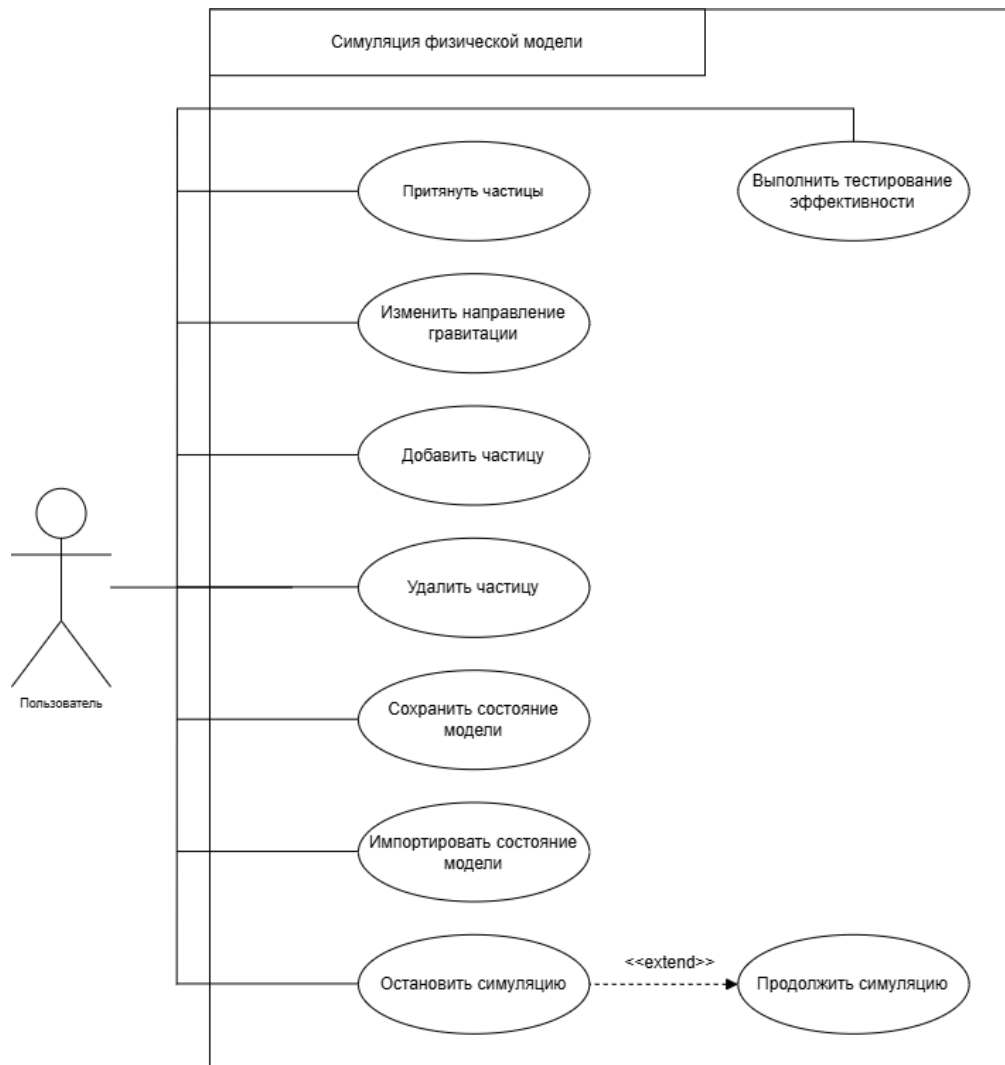 Симуляция физической модели
Притянуть частицы
Выполнить тестирование
эффективности
Изменить направление
гравитации
Добавить частицу
Удалить частицу
Пользователь
Сохранить состояние
модели
Импортировать состояние
модели
Остановить симуляцию
<<extend>>
Продолжить симуляцию